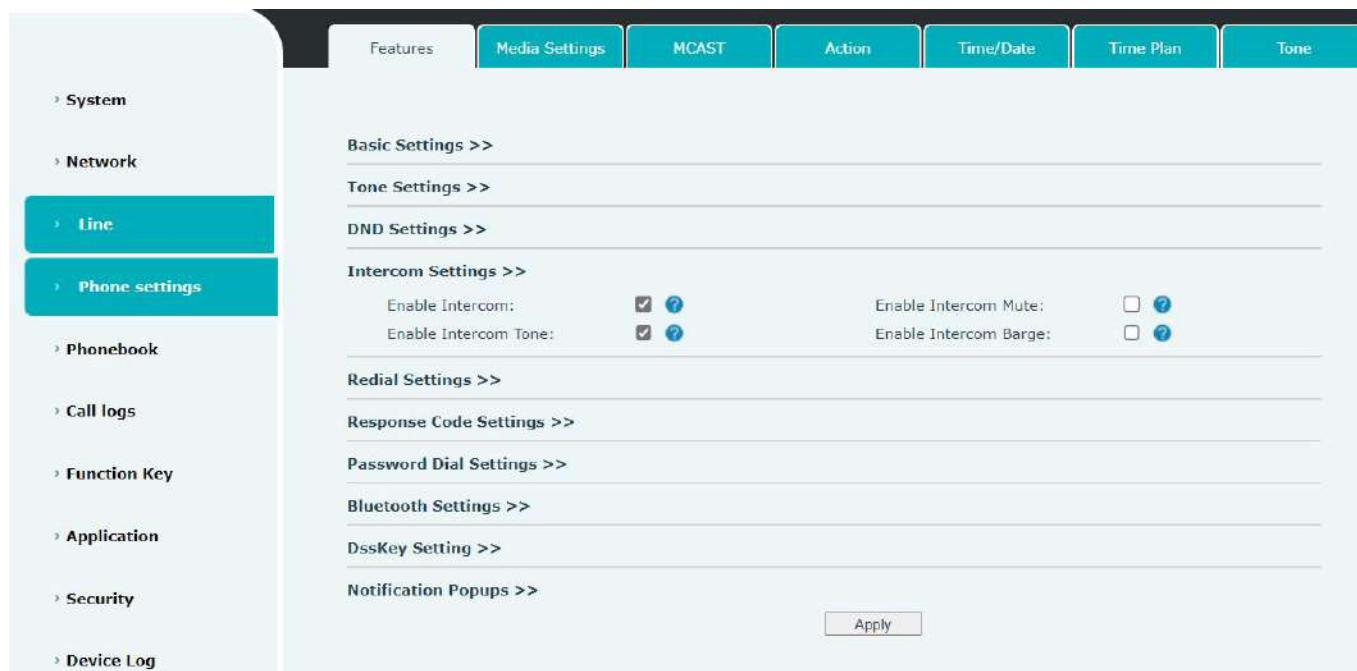 Features
Media Settings
MCAST
Action
Time/Date
Time Plan
Tone
› System
› Network
› Line
› Phone settings
› Phonebook
› Call logs
› Function Key
› Application
› Security
› Device Log
Basic Settings >>
Tone Settings >>
DND Settings >>
Intercom Settings >>
Enable Intercom: ? Enable Intercom Mute: ?
Enable Intercom Tone: ? Enable Intercom Barge: ?
Redial Settings >>
Response Code Settings >>
Password Dial Settings >>
Bluetooth Settings >>
DssKey Setting >>
Notification Popups >>
Apply